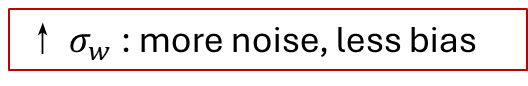 ↑ σ_w : more noise, less bias